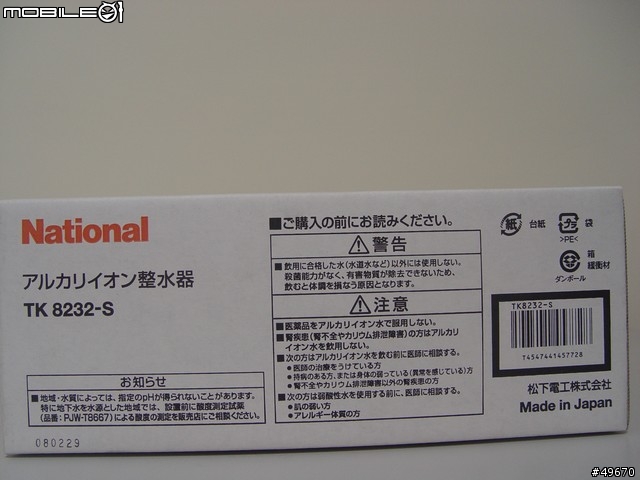 MOBILE01
National
アルカリイオン整水器
TK 8232-S
お知らせ
■地域・水質によっては、指定のpHが得られないことがあります。
特に地下水を水源とした地域では、設置前に酸度測定試薬
(品番:PJW-T8667)による酸度の測定を販売店にご相談ください。
080229
■ご購入の前にお読みください。
⚠警告
■飲用に合格した水(水道水など)以外には使用しない。
殺菌能力がなく、有害物質が除去できないため、
飲むと体調を損なう原因となります。
⚠注意
■医薬品をアルカリイオン水で服用しない。
■腎疾患(腎不全やカリウム排泄障害)の方はアルカリ
イオン水を飲用しない。
■次の方はアルカリイオン水を飲む前に医師に相談する。
●医師の治療をうけている方
●持病のある方、または身体の弱っている(異常を感じている)方
●腎不全やカリウム排泄障害以外の腎疾患の方
■次の方は弱酸性水を使用する前に、医師に相談する。
●肌の弱い方
●アレルギー体質の方
紙
台紙
プラ
袋
>PE<
ダンボール
箱
緩衝材
TK8232-S
T4547441457728
松下電工株式会社
Made in Japan
#49670